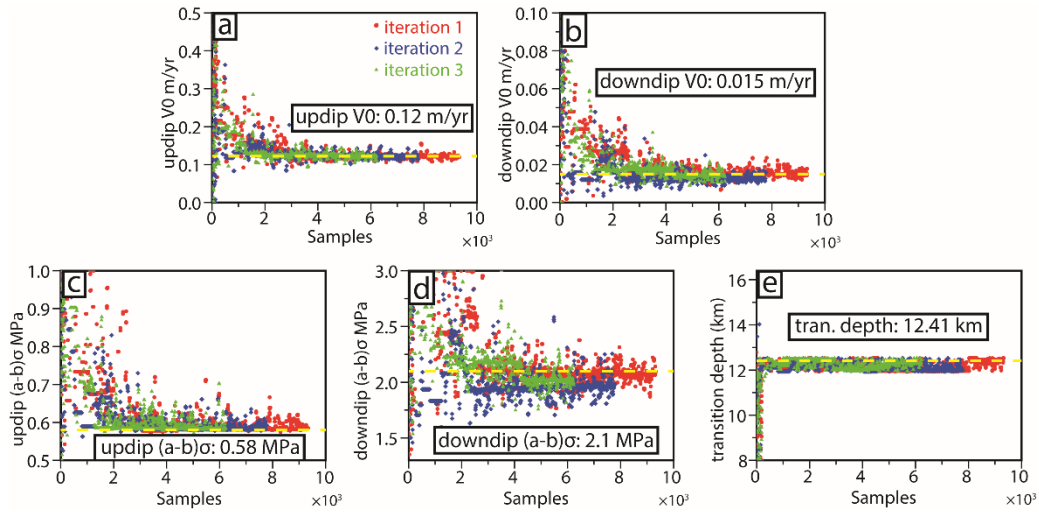 a
updip V0 m/yr
0.5
0.4
0.3
0.2
0.1
0.0
iteration 1
iteration 2
iteration 3
updip V0: 0.12 m/yr
0 2 4 6 8 10
Samples
×10³
b
downdip V0 m/yr
0.10
0.08
0.06
0.04
0.02
0.00
downdip V0: 0.015 m/yr
0 2 4 6 8 10
Samples
×10³
c
updip (a-b)σ MPa
1.0
0.9
0.8
0.7
0.6
0.5
updip (a-b)σ: 0.58 MPa
0 2 4 6 8 10
Samples
×10³
d
downdip (a-b)σ MPa
3.0
2.5
2.0
1.5
downdip (a-b)σ: 2.1 MPa
0 2 4 6 8 10
Samples
×10³
e
transition depth (km)
16
14
12
10
8
tran. depth: 12.41 km
0 2 4 6 8 10
Samples
×10³